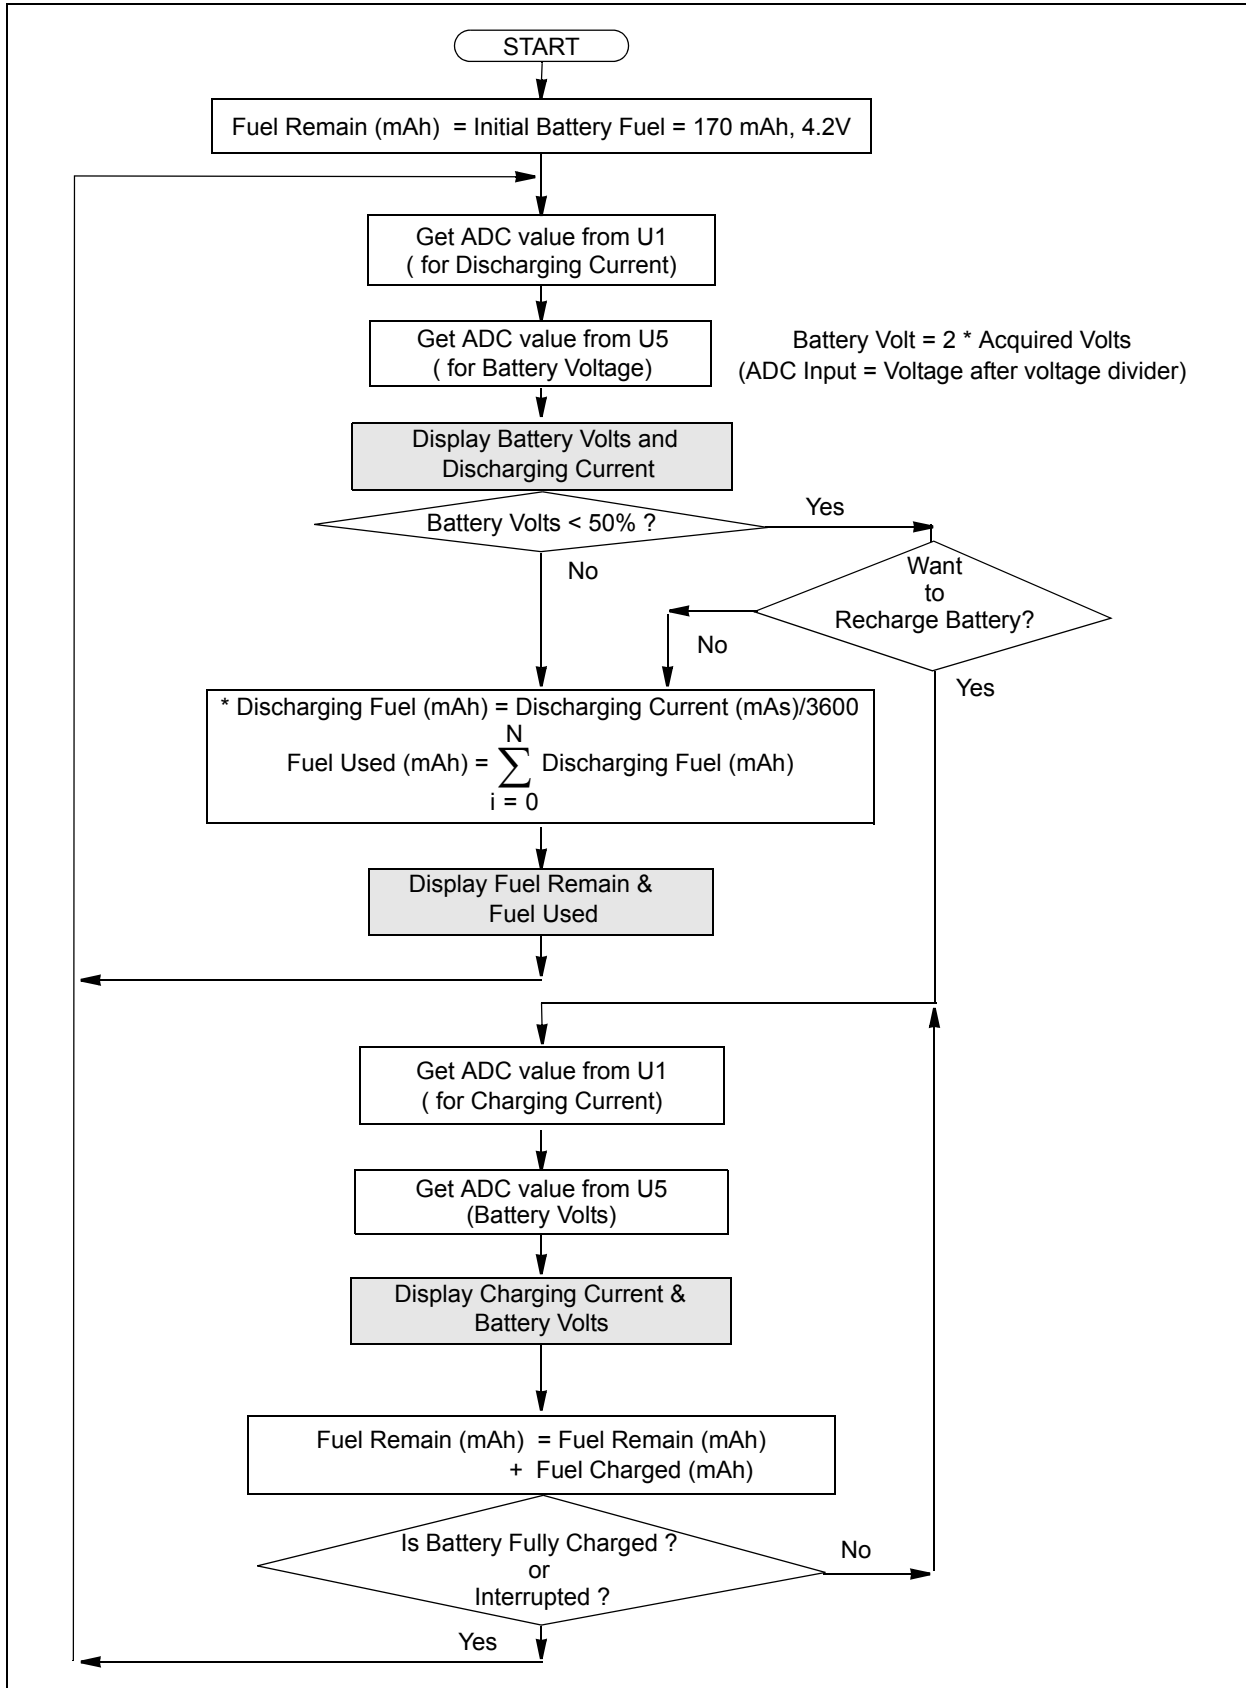 START
Fuel Remain (mAh) = Initial Battery Fuel = 170 mAh, 4.2V
Get ADC value from U1
( for Discharging Current)
Get ADC value from U5
( for Battery Voltage)
Battery Volt = 2 * Acquired Volts
(ADC Input = Voltage after voltage divider)
Display Battery Volts and
Discharging Current
Battery Volts < 50% ?
Yes
No
Want
to
Recharge Battery?
No
Yes
* Discharging Fuel (mAh) = Discharging Current (mAs)/3600
N
Fuel Used (mAh) = ∑ Discharging Fuel (mAh)
i = 0
Display Fuel Remain &
Fuel Used
Get ADC value from U1
( for Charging Current)
Get ADC value from U5
(Battery Volts)
Display Charging Current &
Battery Volts
Fuel Remain (mAh) = Fuel Remain (mAh)
+ Fuel Charged (mAh)
Is Battery Fully Charged ?
or
Interrupted ?
No
Yes